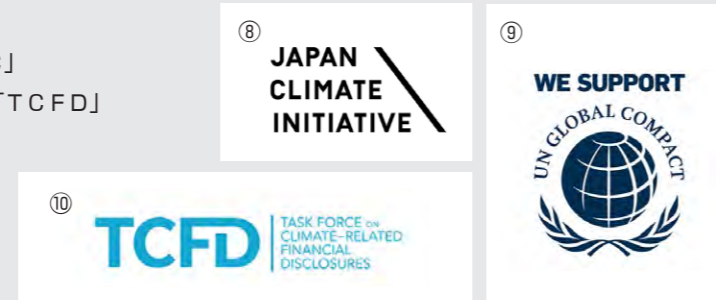 」
「TCFD」
⑧
JAPAN
CLIMATE
INITIATIVE
⑨
WE SUPPORT
UN GLOBAL COMPACT
⑩
TCFD
TASK FORCE ON
CLIMATE-RELATED
FINANCIAL
DISCLOSURES